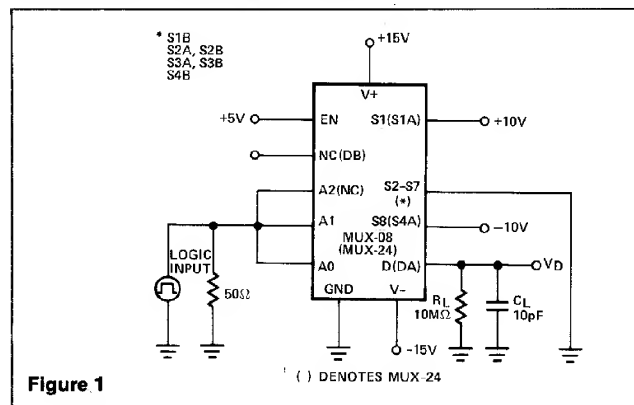 * S1B
S2A, S2B
S3A, S3B
S4B
+15V
V+
+5V
EN
S1(S1A)
+10V
NC(DB)
A2(NC)
S2-S7
(*)
A1
S8(S4A)
-10V
MUX-08
(MUX-24)
LOGIC
INPUT
A0
D(DA)
VD
50Ω
GND
V-
RL
10MΩ
CL
10pF
-15V
( ) DENOTES MUX-24
Figure 1